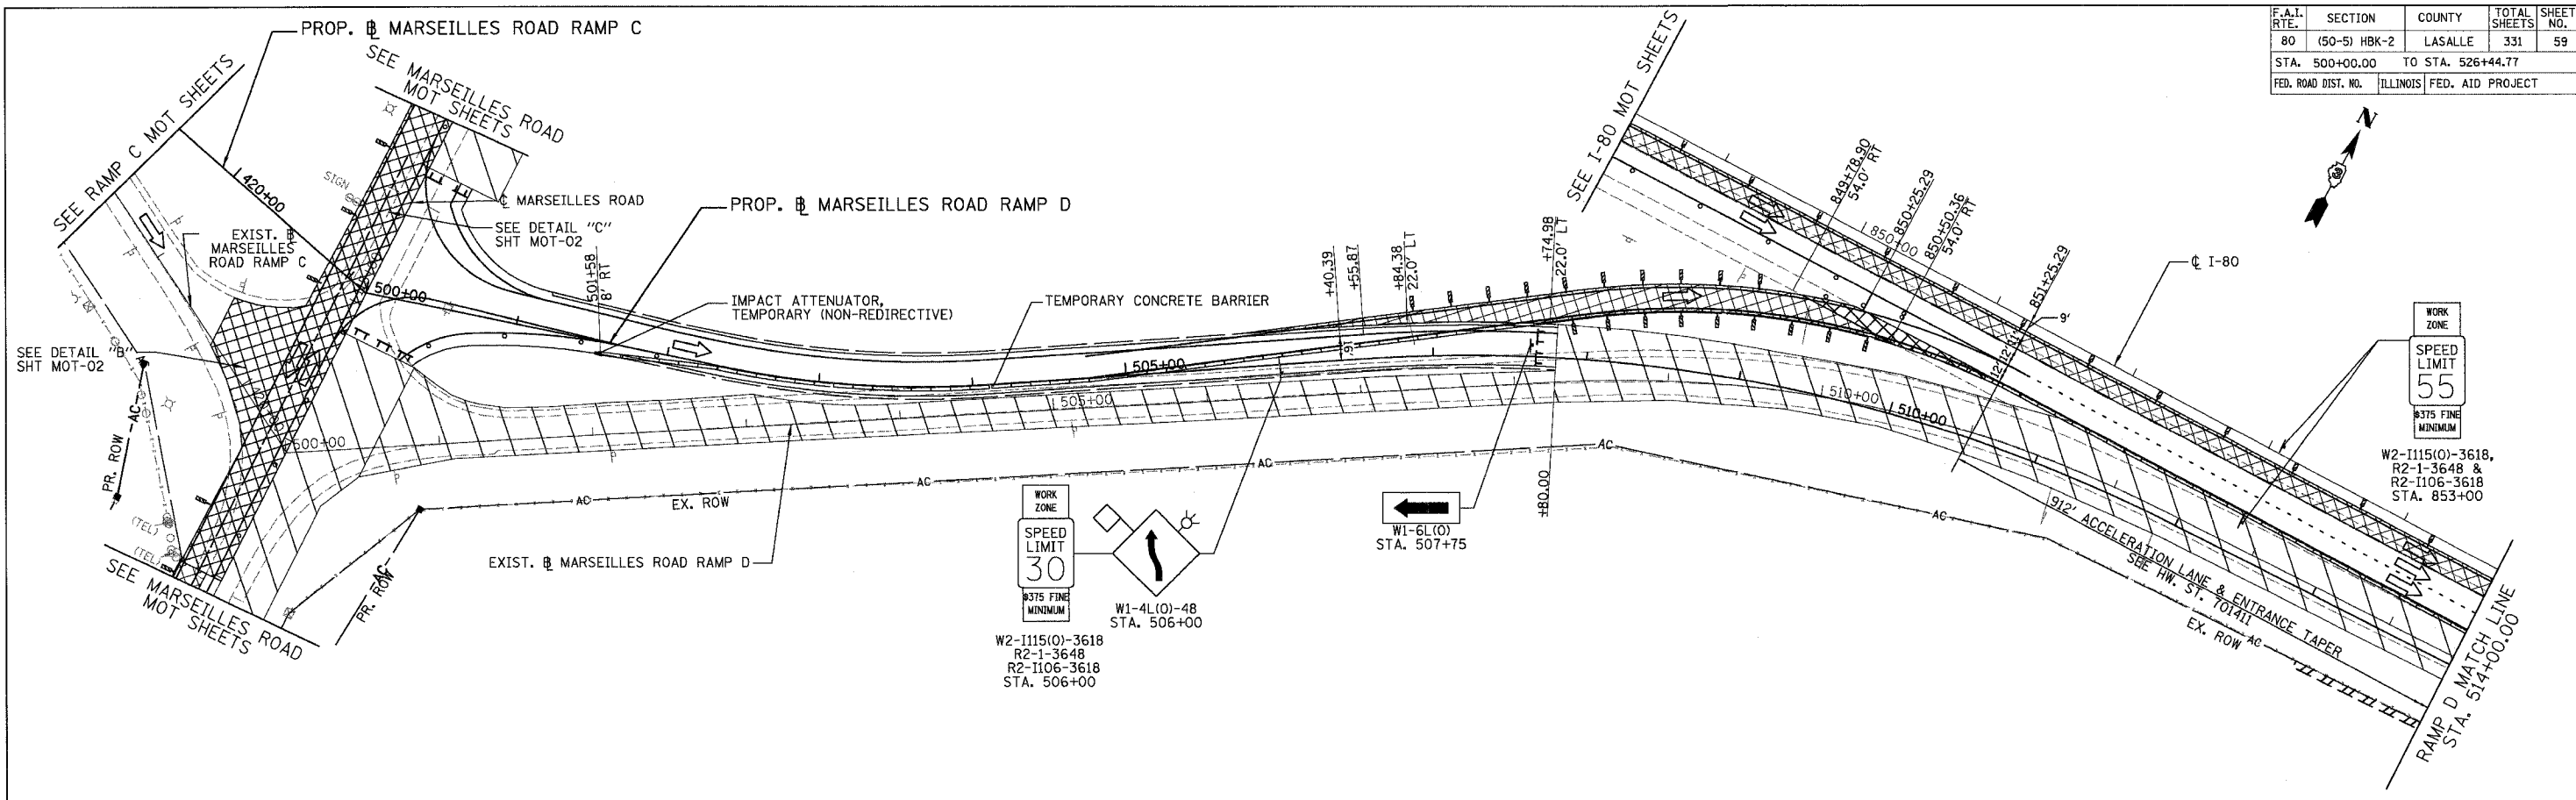 F.A.I. RTE.
SECTION
COUNTY
TOTAL SHEETS
SHEET NO.
80
(50-5) HBK-2
LASALLE
331
59
STA. 500+00.00 TO STA. 526+44.77
FED. ROAD DIST. NO.
ILLINOIS
FED. AID PROJECT
PROP. ℄ MARSEILLES ROAD RAMP C
SEE RAMP C MOT SHEETS
SEE MARSEILLES ROAD
MOT SHEETS
420+00
SIGN
℄ MARSEILLES ROAD
SEE DETAIL "C"
SHT MOT-02
EXIST. ℄
MARSEILLES
ROAD RAMP C
500+00
501+58
8' RT
PROP. ℄ MARSEILLES ROAD RAMP D
IMPACT ATTENUATOR,
TEMPORARY (NON-REDIRECTIVE)
TEMPORARY CONCRETE BARRIER
+40.39
+55.87
+84.38
22.0' LT
+74.98
22.0' LT
16'
505+00
505+00
SEE I-80 MOT SHEETS
849+78.90
54.0' RT
850+00
850+25.29
850+50.36
54.0' RT
851+25.29
9'
12'
12'
℄ I-80
N
WORK
ZONE
SPEED
LIMIT
55
$375 FINE
MINIMUM
W2-I115(O)-3618,
R2-1-3648 &
R2-I106-3618
STA. 853+00
SEE DETAIL "B"
SHT MOT-02
PR. ROW
AC
500+00
(TEL)
(TEL)
SEE MARSEILLES ROAD
MOT SHEETS
PR. ROW
AC
AC
EX. ROW
AC
AC
AC
AC
EXIST. ℄ MARSEILLES ROAD RAMP D
WORK
ZONE
SPEED
LIMIT
30
$375 FINE
MINIMUM
W2-I115(O)-3618
R2-1-3648
R2-I106-3618
STA. 506+00
W1-4L(O)-48
STA. 506+00
W1-6L(O)
STA. 507+75
+80.00
510+00
510+00
912' ACCELERATION LANE & ENTRANCE TAPER
SEE HW. ST. 701411
EX. ROW
AC
RAMP D MATCH LINE
STA. 514+00.00